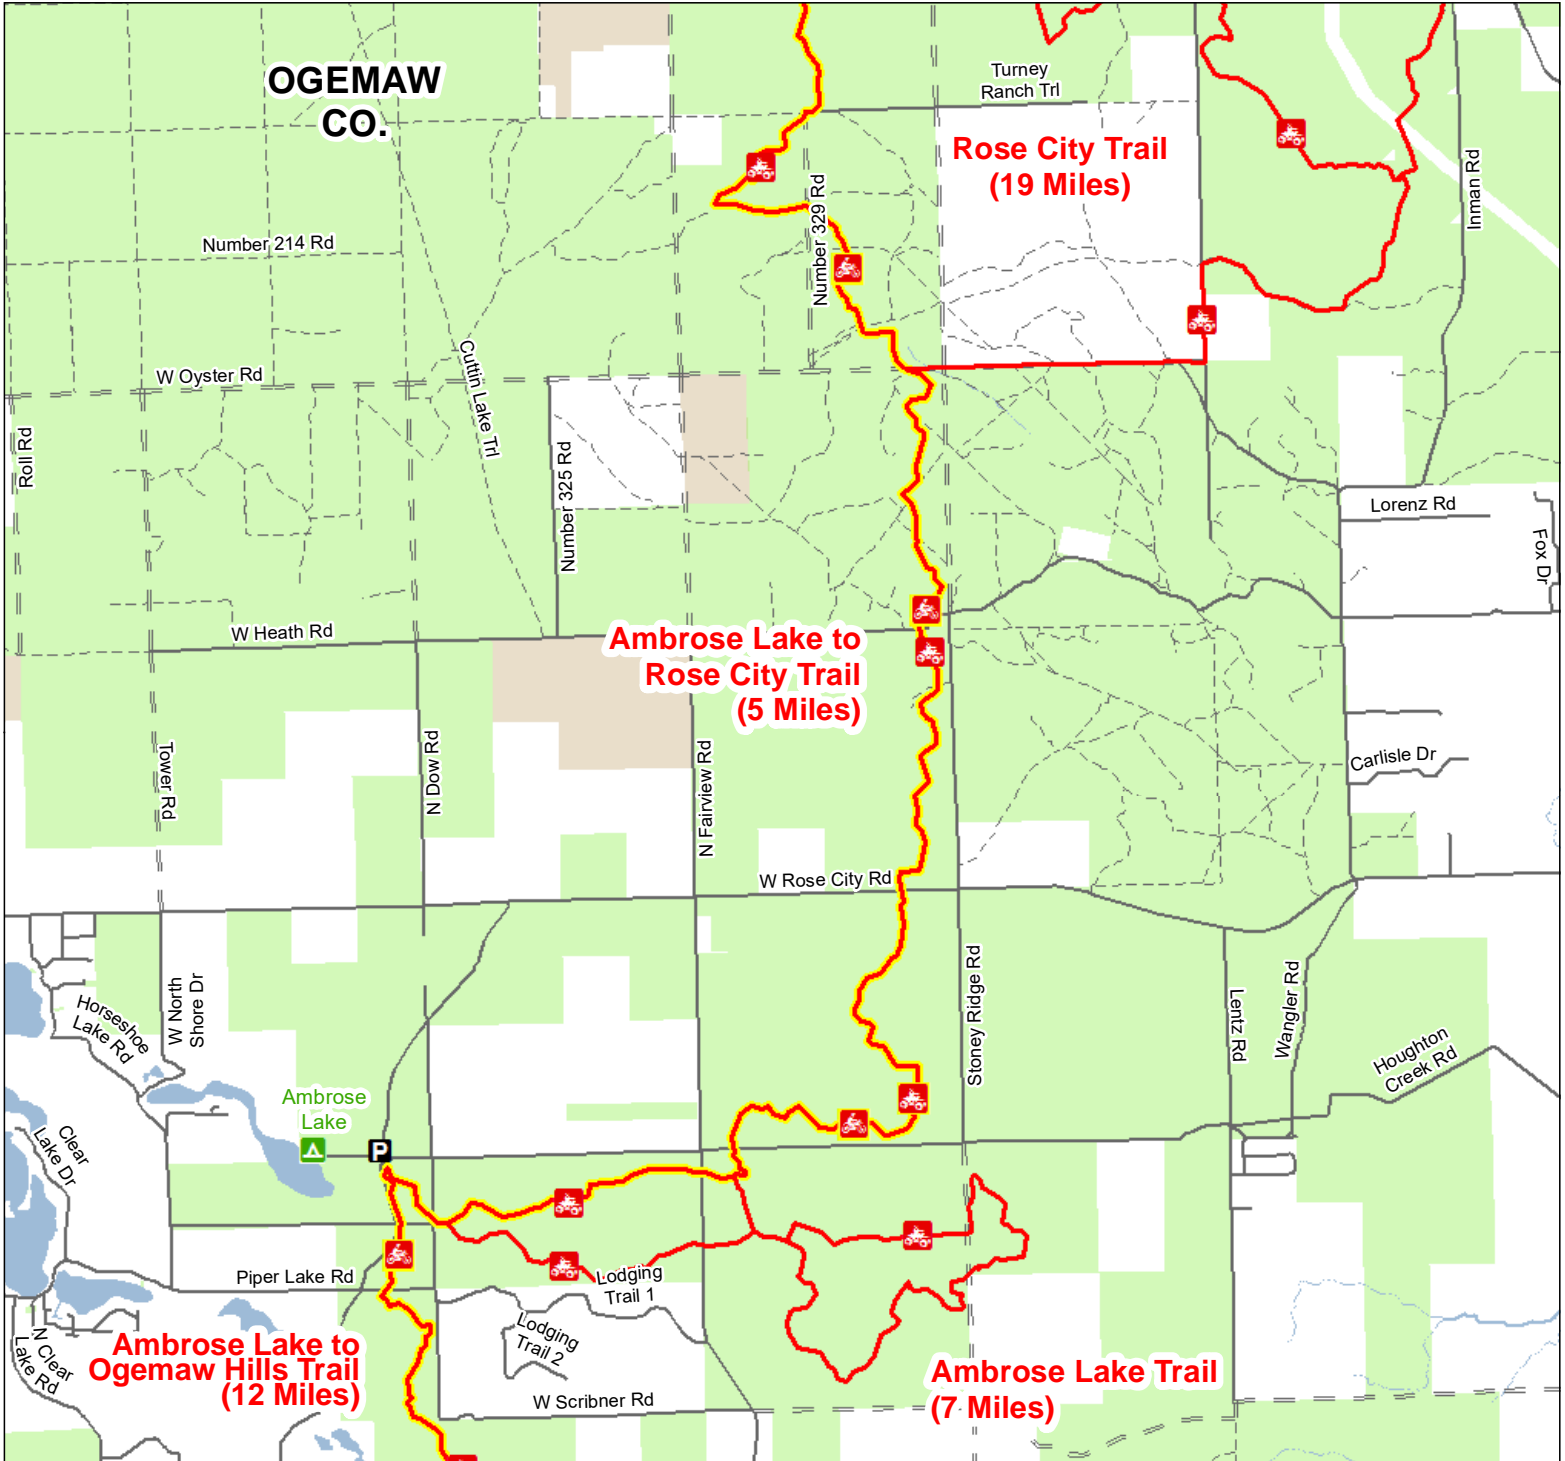 OGEMAW
CO.
Turney
Ranch Trl
Rose City Trail
(19 Miles)
Inman Rd
Number 329 Rd
Number 214 Rd
Cuttin Lake Trl
W Oyster Rd
Roll Rd
Number 325 Rd
Lorenz Rd
Fox Dr
W Heath Rd
Ambrose Lake to
Rose City Trail
(5 Miles)
Tower Rd
N Dow Rd
N Fairview Rd
Carlisle Dr
W Rose City Rd
W North
Shore Dr
Horseshoe
Lake Rd
Stoney Ridge Rd
Lentz Rd
Wangler Rd
Houghton
Creek Rd
Ambrose
Lake
P
Clear
Lake Dr
Piper Lake Rd
Lodging
Trail 1
Lodging
Trail 2
N Clear
Lake Rd
Ambrose Lake to
Ogemaw Hills Trail
(12 Miles)
W Scribner Rd
Ambrose Lake Trail
(7 Miles)